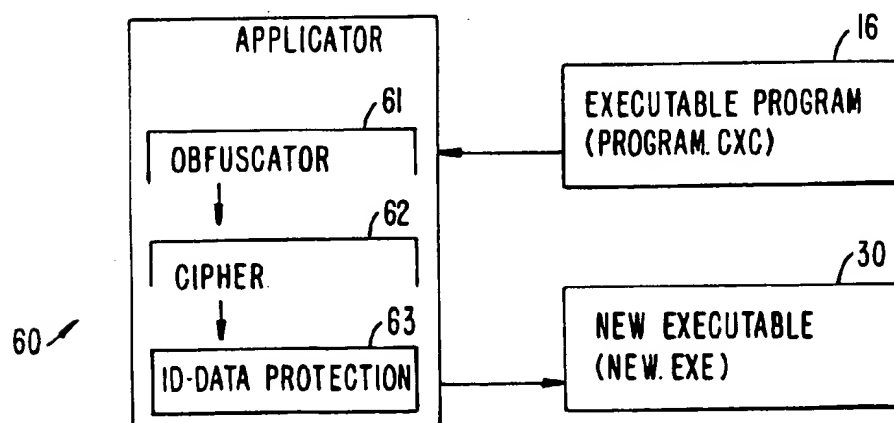 APPLICATOR
61
OBFUSCATOR
62
CIPHER
63
ID-DATA PROTECTION
60
16
EXECUTABLE PROGRAM
(PROGRAM.CXC)
30
NEW EXECUTABLE
(NEW.EXE)